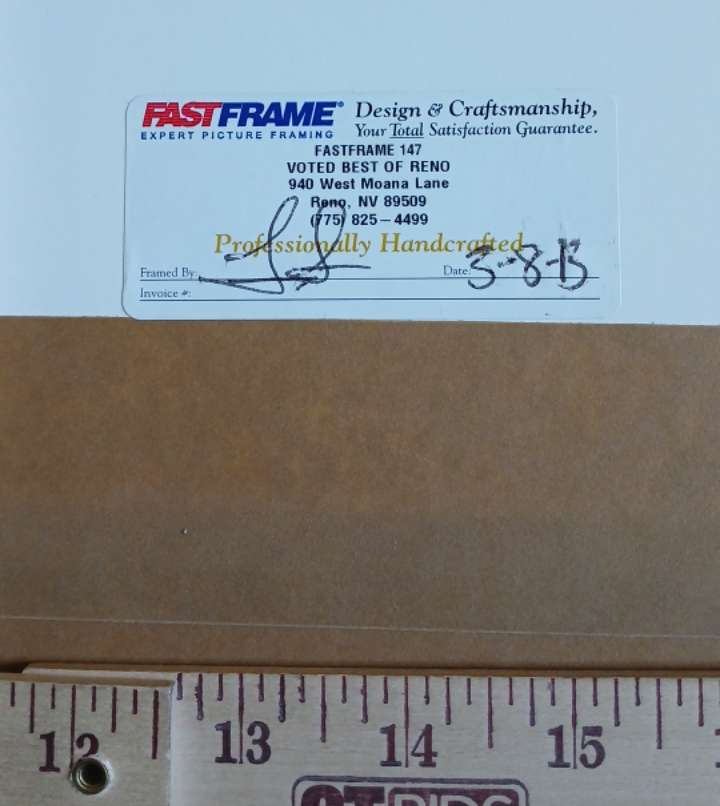 FASTFRAME®
EXPERT PICTURE FRAMING
Design & Craftsmanship,
Your Total Satisfaction Guarantee.
FASTFRAME 147
VOTED BEST OF RENO
940 West Moana Lane
Reno, NV 89509
(775) 825-4499
Professionally Handcrafted
Framed By:
Date: 3-8-13
Invoice #:
12 13 14 15